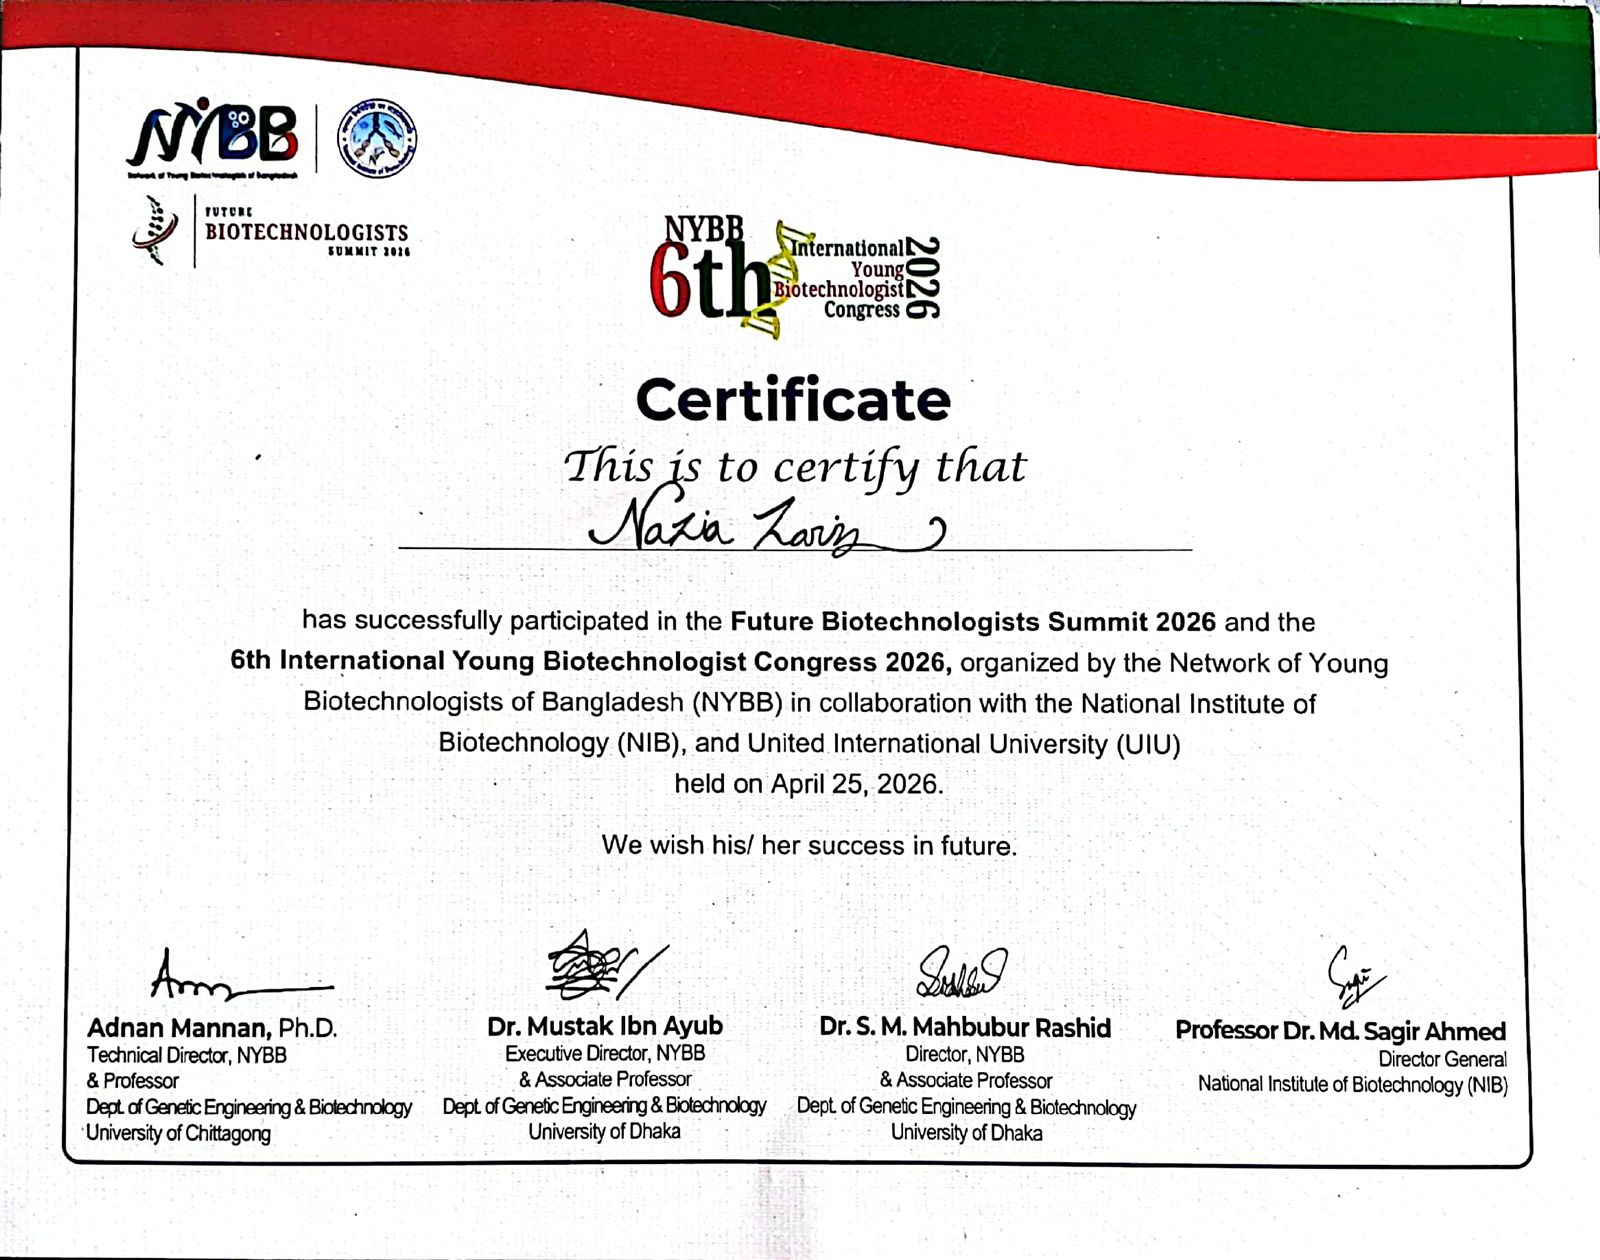 NYBB
Network of Young Biotechnologists of Bangladesh
FUTURE
BIOTECHNOLOGISTS
SUMMIT 2026
NYBB
6th
International
Young
Biotechnologist
Congress
2026
Certificate
This is to certify that
Nazia Zariz
has successfully participated in the Future Biotechnologists Summit 2026 and the
6th International Young Biotechnologist Congress 2026, organized by the Network of Young
Biotechnologists of Bangladesh (NYBB) in collaboration with the National Institute of
Biotechnology (NIB), and United International University (UIU)
held on April 25, 2026.
We wish his/ her success in future.
Adnan Mannan, Ph.D.
Technical Director, NYBB
& Professor
Dept. of Genetic Engineering & Biotechnology
University of Chittagong
Dr. Mustak Ibn Ayub
Executive Director, NYBB
& Associate Professor
Dept. of Genetic Engineering & Biotechnology
University of Dhaka
Dr. S. M. Mahbubur Rashid
Director, NYBB
& Associate Professor
Dept. of Genetic Engineering & Biotechnology
University of Dhaka
Professor Dr. Md. Sagir Ahmed
Director General
National Institute of Biotechnology (NIB)